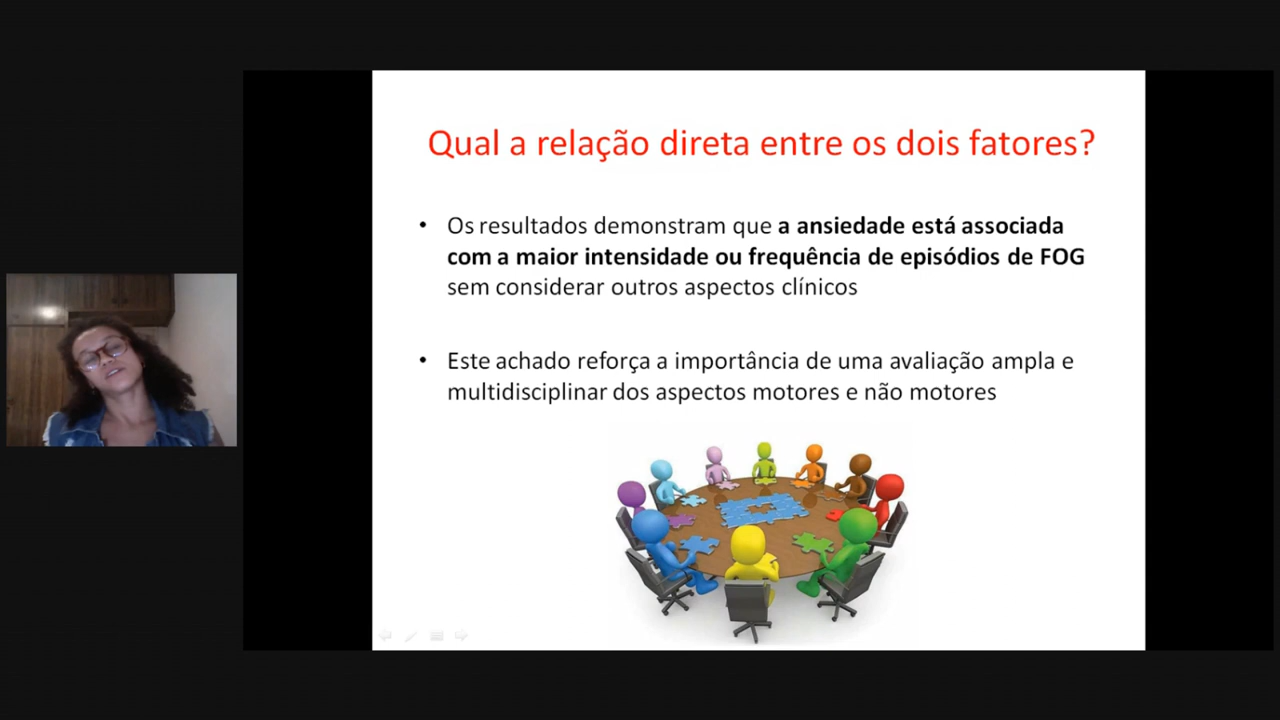 Qual a relação direta entre os dois fatores?
• Os resultados demonstram que a ansiedade está associada
com a maior intensidade ou frequência de episódios de FOG
sem considerar outros aspectos clínicos
• Este achado reforça a importância de uma avaliação ampla e
multidisciplinar dos aspectos motores e não motores